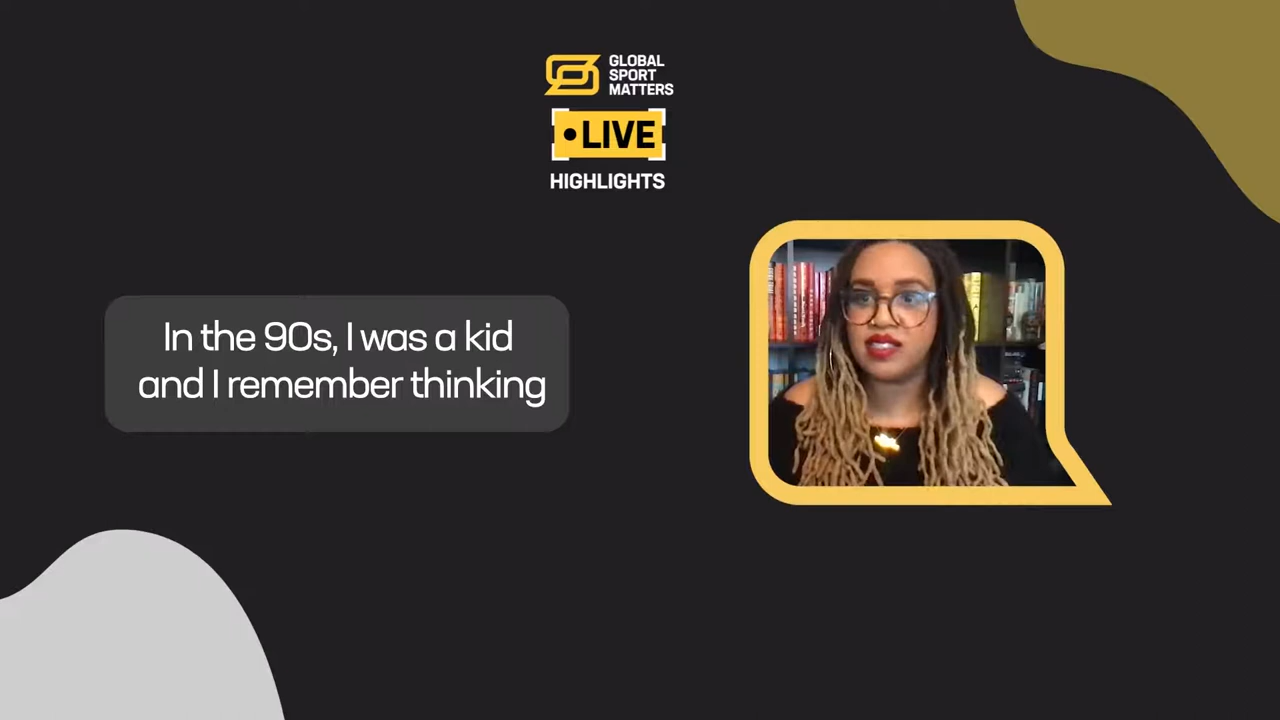 GLOBAL
SPORT
MATTERS
• LIVE
HIGHLIGHTS
In the 90s, I was a kid
and I remember thinking